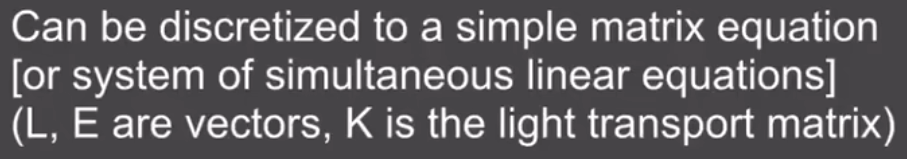 Can be discretized to a simple matrix equation
[or system of simultaneous linear equations]
(L, E are vectors, K is the light transport matrix)